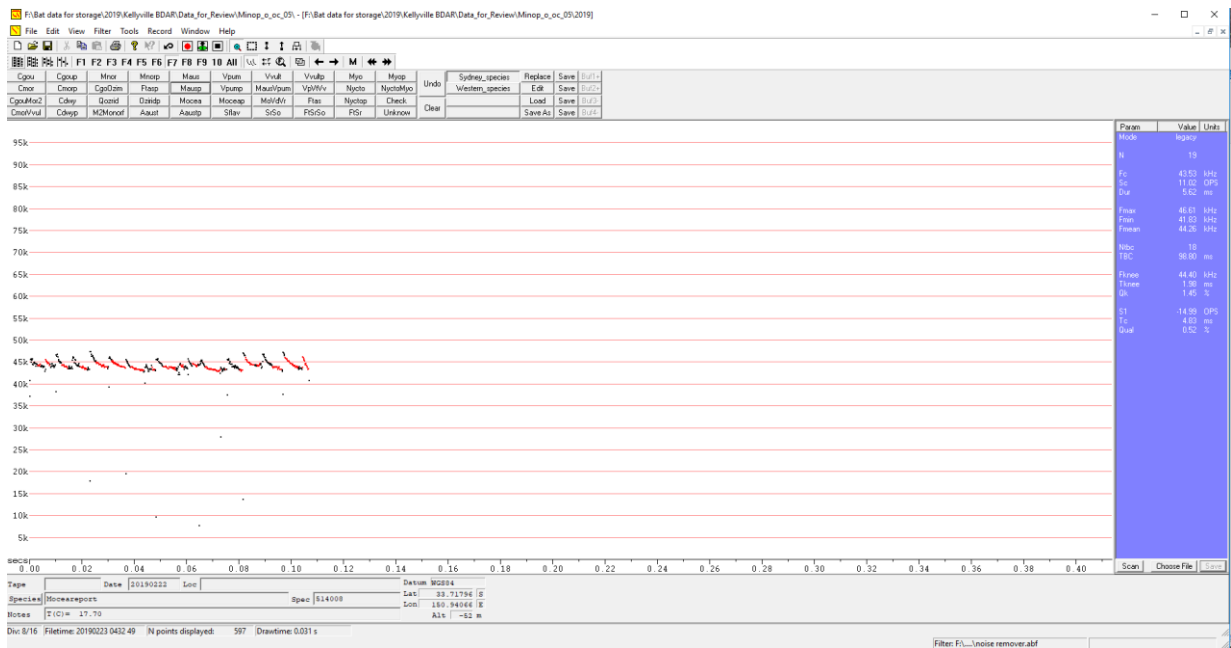 F:\Bat data for storage\2019\Kellyville BDAR\Data_for_Review\Minop_o_oc_05\ - [F:\Bat data for storage\2019\Kellyville BDAR\Data_for_Review\Minop_o_oc_05\2019]
File Edit View Filter Tools Record Window Help
F1 F2 F3 F4 F5 F6 F7 F8 F9 10 All M
Cgou Cgoup Mnor Mnorp Maus Vpum Vvult Vvultp Myo Myop Undo Sydney_species Replace Save Buf1+
Cmor Cmorp CgoOzim Ftasp Mausp Vpump MausVpum VpVfVv Nycto NyctoMyo Western_species Edit Save Buf2+
CgouMor2 Cdwy Qozrid Ozridp Mocea Moceap MoVdVr Ftas Nyctop Check Clear Load Save Buf3-
CmorVvul Cdwyp M2Monorf Aaust Aaustp Sflav SrSo FtSrSo FtSr Unknow Save As Save Buf4-
Param Value Units
Mode legacy
N 19
Fc 43.53 kHz
Sc 11.02 OPS
Dur 5.62 ms
Fmax 46.61 kHz
Fmin 41.83 kHz
Fmean 44.26 kHz
Ntbc 18
TBC 98.80 ms
Fknee 44.40 kHz
Tknee 1.98 ms
Qk 1.45 %
S1 -14.99 OPS
Tc 4.83 ms
Qual 0.52 %
95k
90k
85k
80k
75k
70k
65k
60k
55k
50k
45k
40k
35k
30k
25k
20k
15k
10k
5k
secs
0.00 0.02 0.04 0.06 0.08 0.10 0.12 0.14 0.16 0.18 0.20 0.22 0.24 0.26 0.28 0.30 0.32 0.34 0.36 0.38 0.40
Scan Choose File Save
Tape Date 20190222 Loc Datum WGS84
Species Moceareport Spec S14008 Lat 33.71796 S
Lon 150.94066 E
Notes T(C)= 17.70 Alt -52 m
Div: 8/16 Filetime: 20190223 0432 49 N points displayed: 597 Drawtime: 0.031 s
Filter: F:\....\noise remover.abf